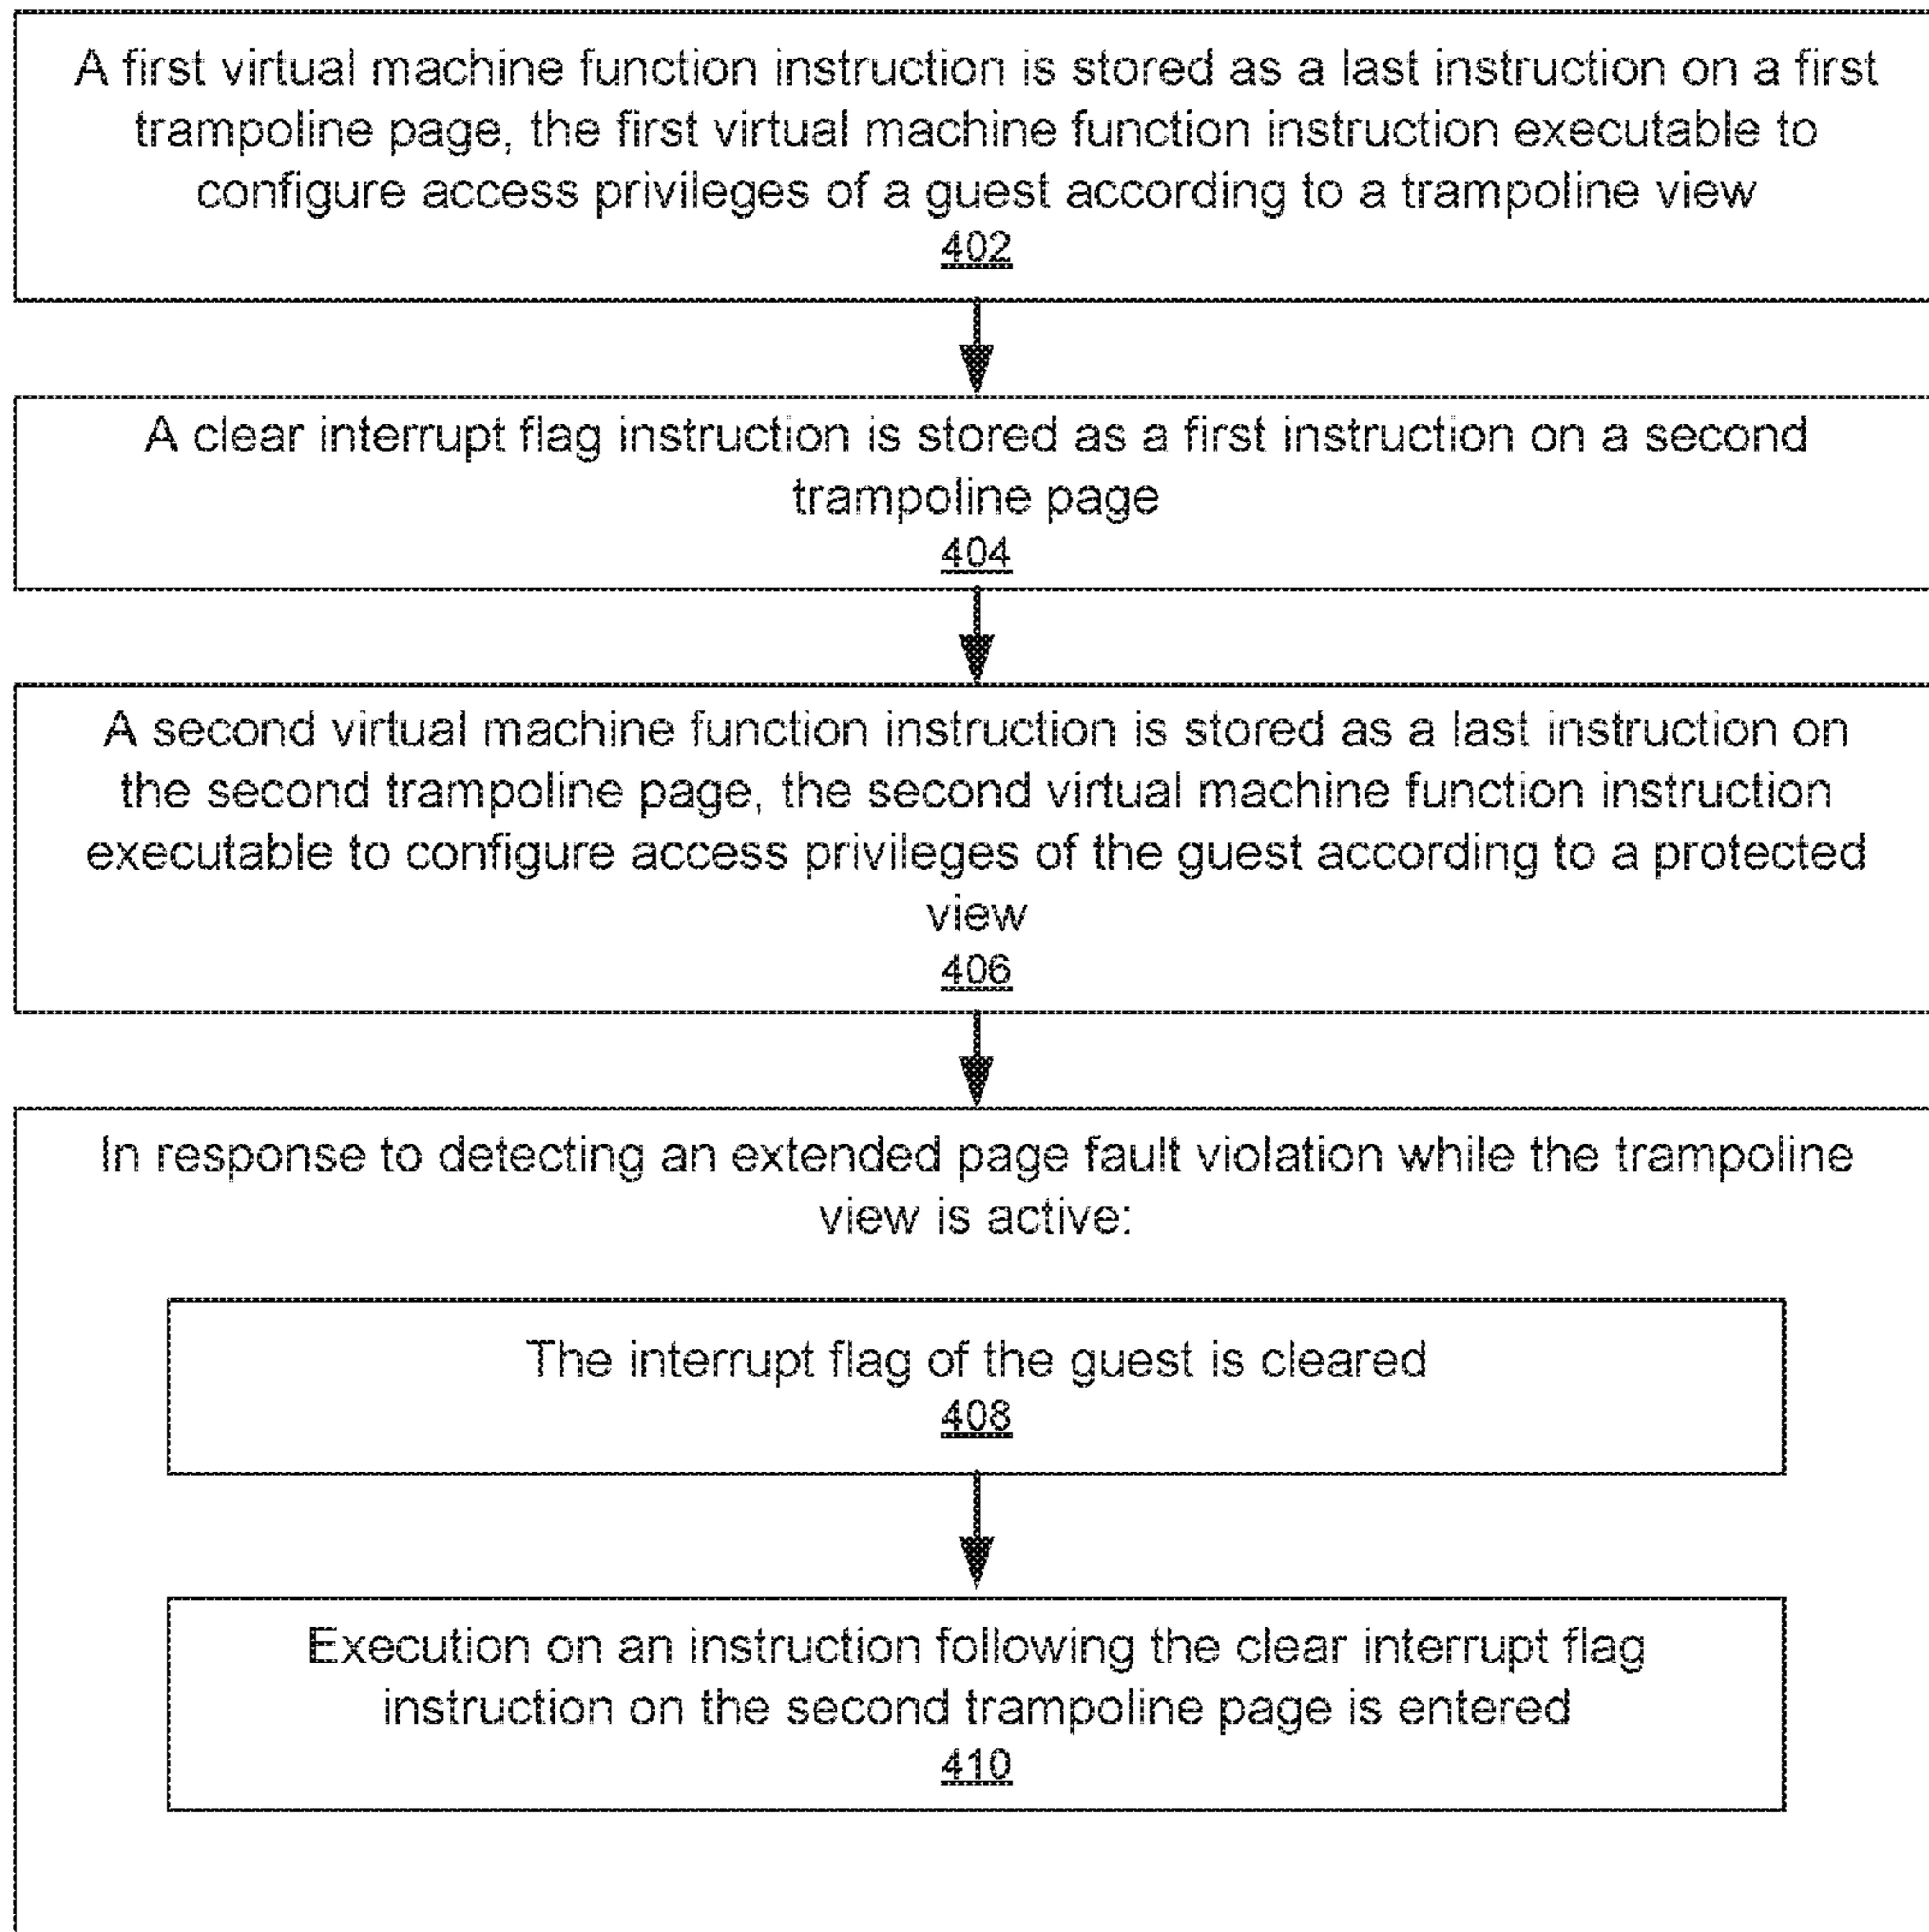 A first virtual machine function instruction is stored as a last instruction on a first
trampoline page, the first virtual machine function instruction executable to
configure access privileges of a guest according to a trampoline view
402
A clear interrupt flag instruction is stored as a first instruction on a second
trampoline page
404
A second virtual machine function instruction is stored as a last instruction on
the second trampoline page, the second virtual machine function instruction
executable to configure access privileges of the guest according to a protected
view
406
In response to detecting an extended page fault violation while the trampoline
view is active:
The interrupt flag of the guest is cleared
408
Execution on an instruction following the clear interrupt flag
instruction on the second trampoline page is entered
410